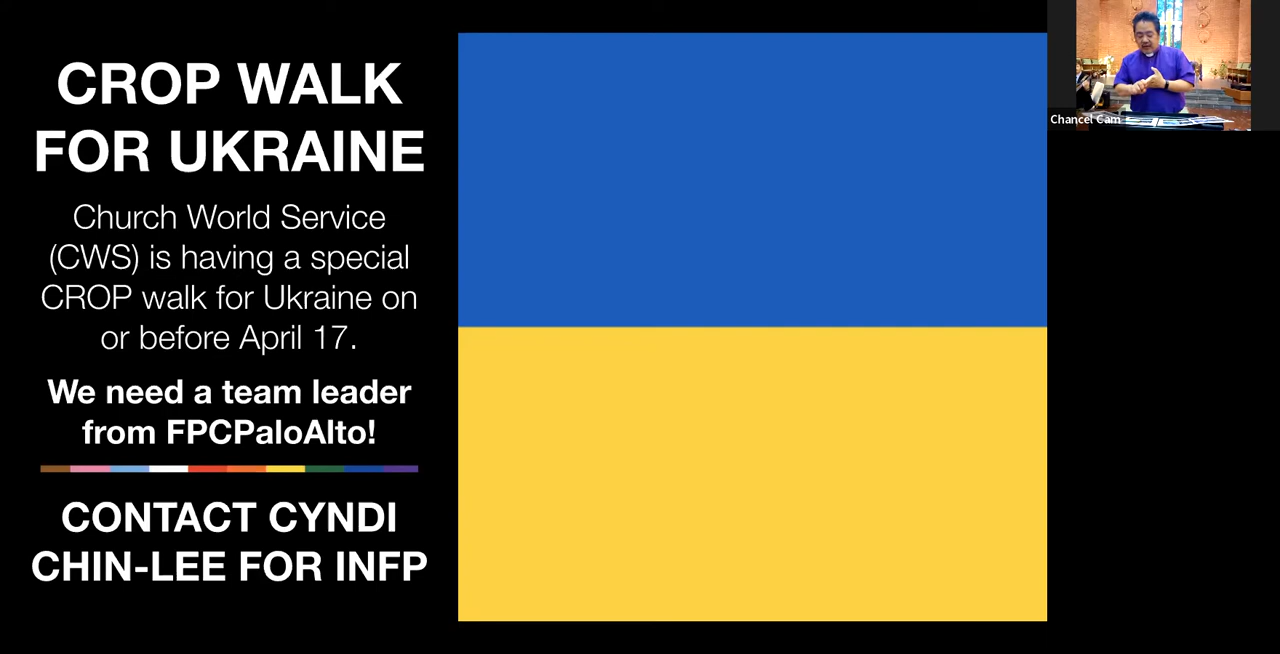 CROP WALK
FOR UKRAINE
Church World Service
(CWS) is having a special
CROP walk for Ukraine on
or before April 17.
We need a team leader
from FPCPaloAlto!
CONTACT CYNDI
CHIN-LEE FOR INFP
Chancel Cam